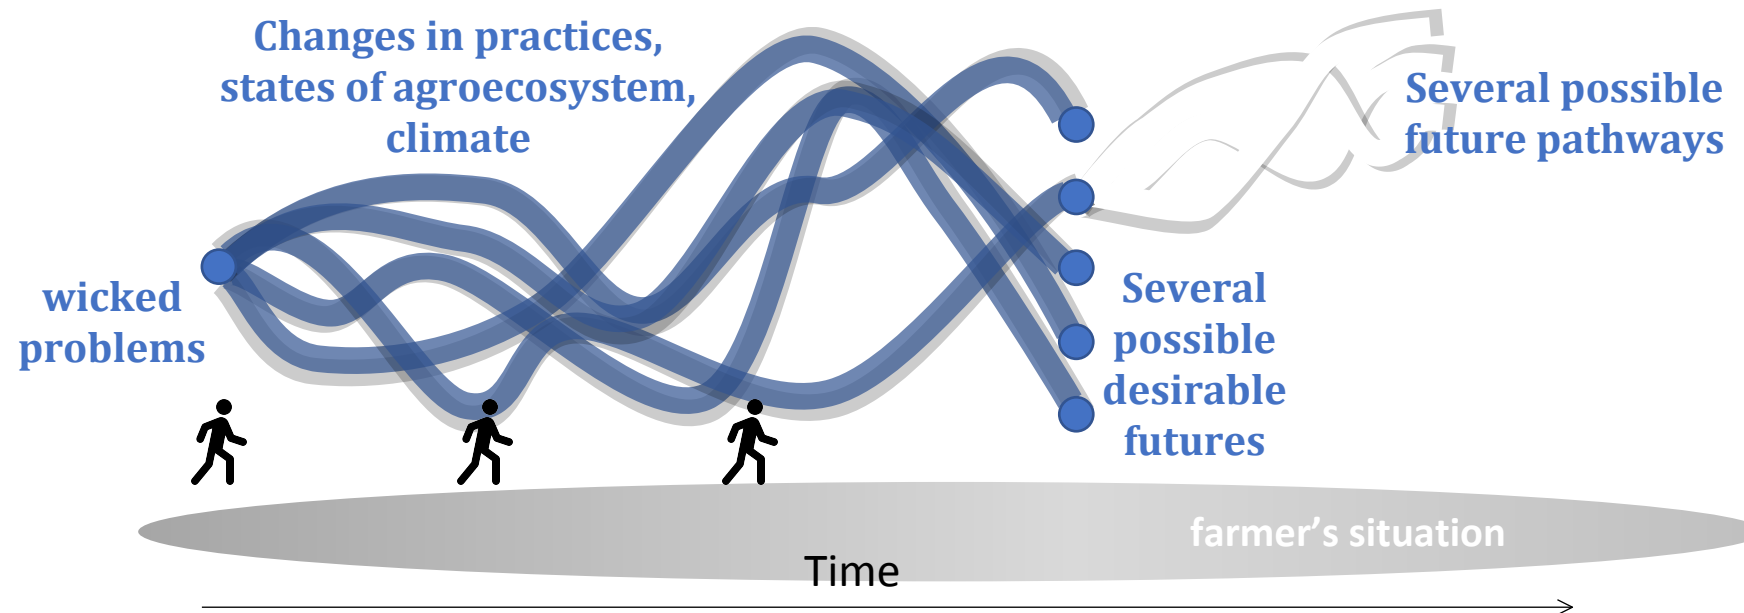 Changes in practices,
states of agroecosystem,
climate
Several possible
future pathways
wicked
problems
Several
possible
desirable
futures
farmer’s situation
Time